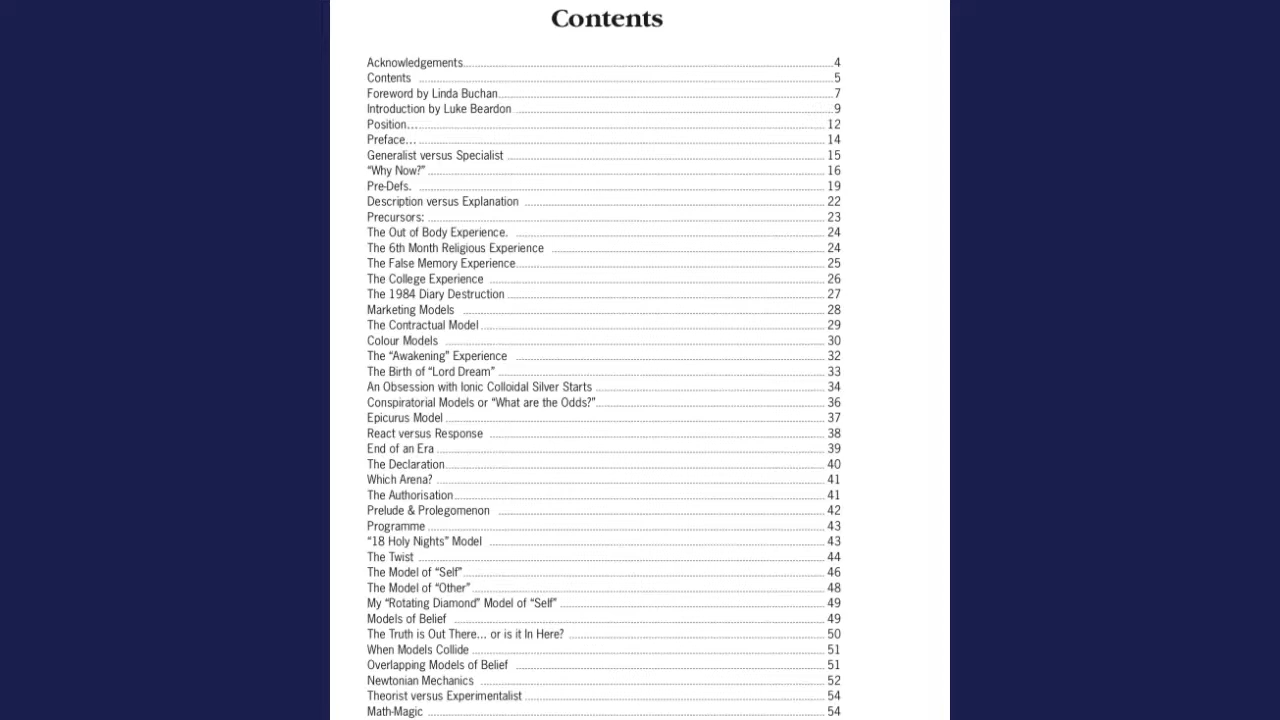 Contents
Acknowledgements 4
Contents 5
Foreword by Linda Buchan 7
Introduction by Luke Beardon 9
Position... 12
Preface... 14
Generalist versus Specialist 15
“Why Now?” 16
Pre-Defs. 19
Description versus Explanation 22
Precursors: 23
The Out of Body Experience. 24
The 6th Month Religious Experience 24
The False Memory Experience 25
The College Experience 26
The 1984 Diary Destruction 27
Marketing Models 28
The Contractual Model 29
Colour Models 30
The “Awakening” Experience 32
The Birth of “Lord Dream” 33
An Obsession with Ionic Colloidal Silver Starts 34
Conspiratorial Models or “What are the Odds?” 36
Epicurus Model 37
React versus Response 38
End of an Era 39
The Declaration 40
Which Arena? 41
The Authorisation 41
Prelude & Prolegomenon 42
Programme 43
“18 Holy Nights” Model 43
The Twist 44
The Model of “Self” 46
The Model of “Other” 48
My “Rotating Diamond” Model of “Self” 49
Models of Belief 49
The Truth is Out There... or is it In Here? 50
When Models Collide 51
Overlapping Models of Belief 51
Newtonian Mechanics 52
Theorist versus Experimentalist 54
Math-Magic 54